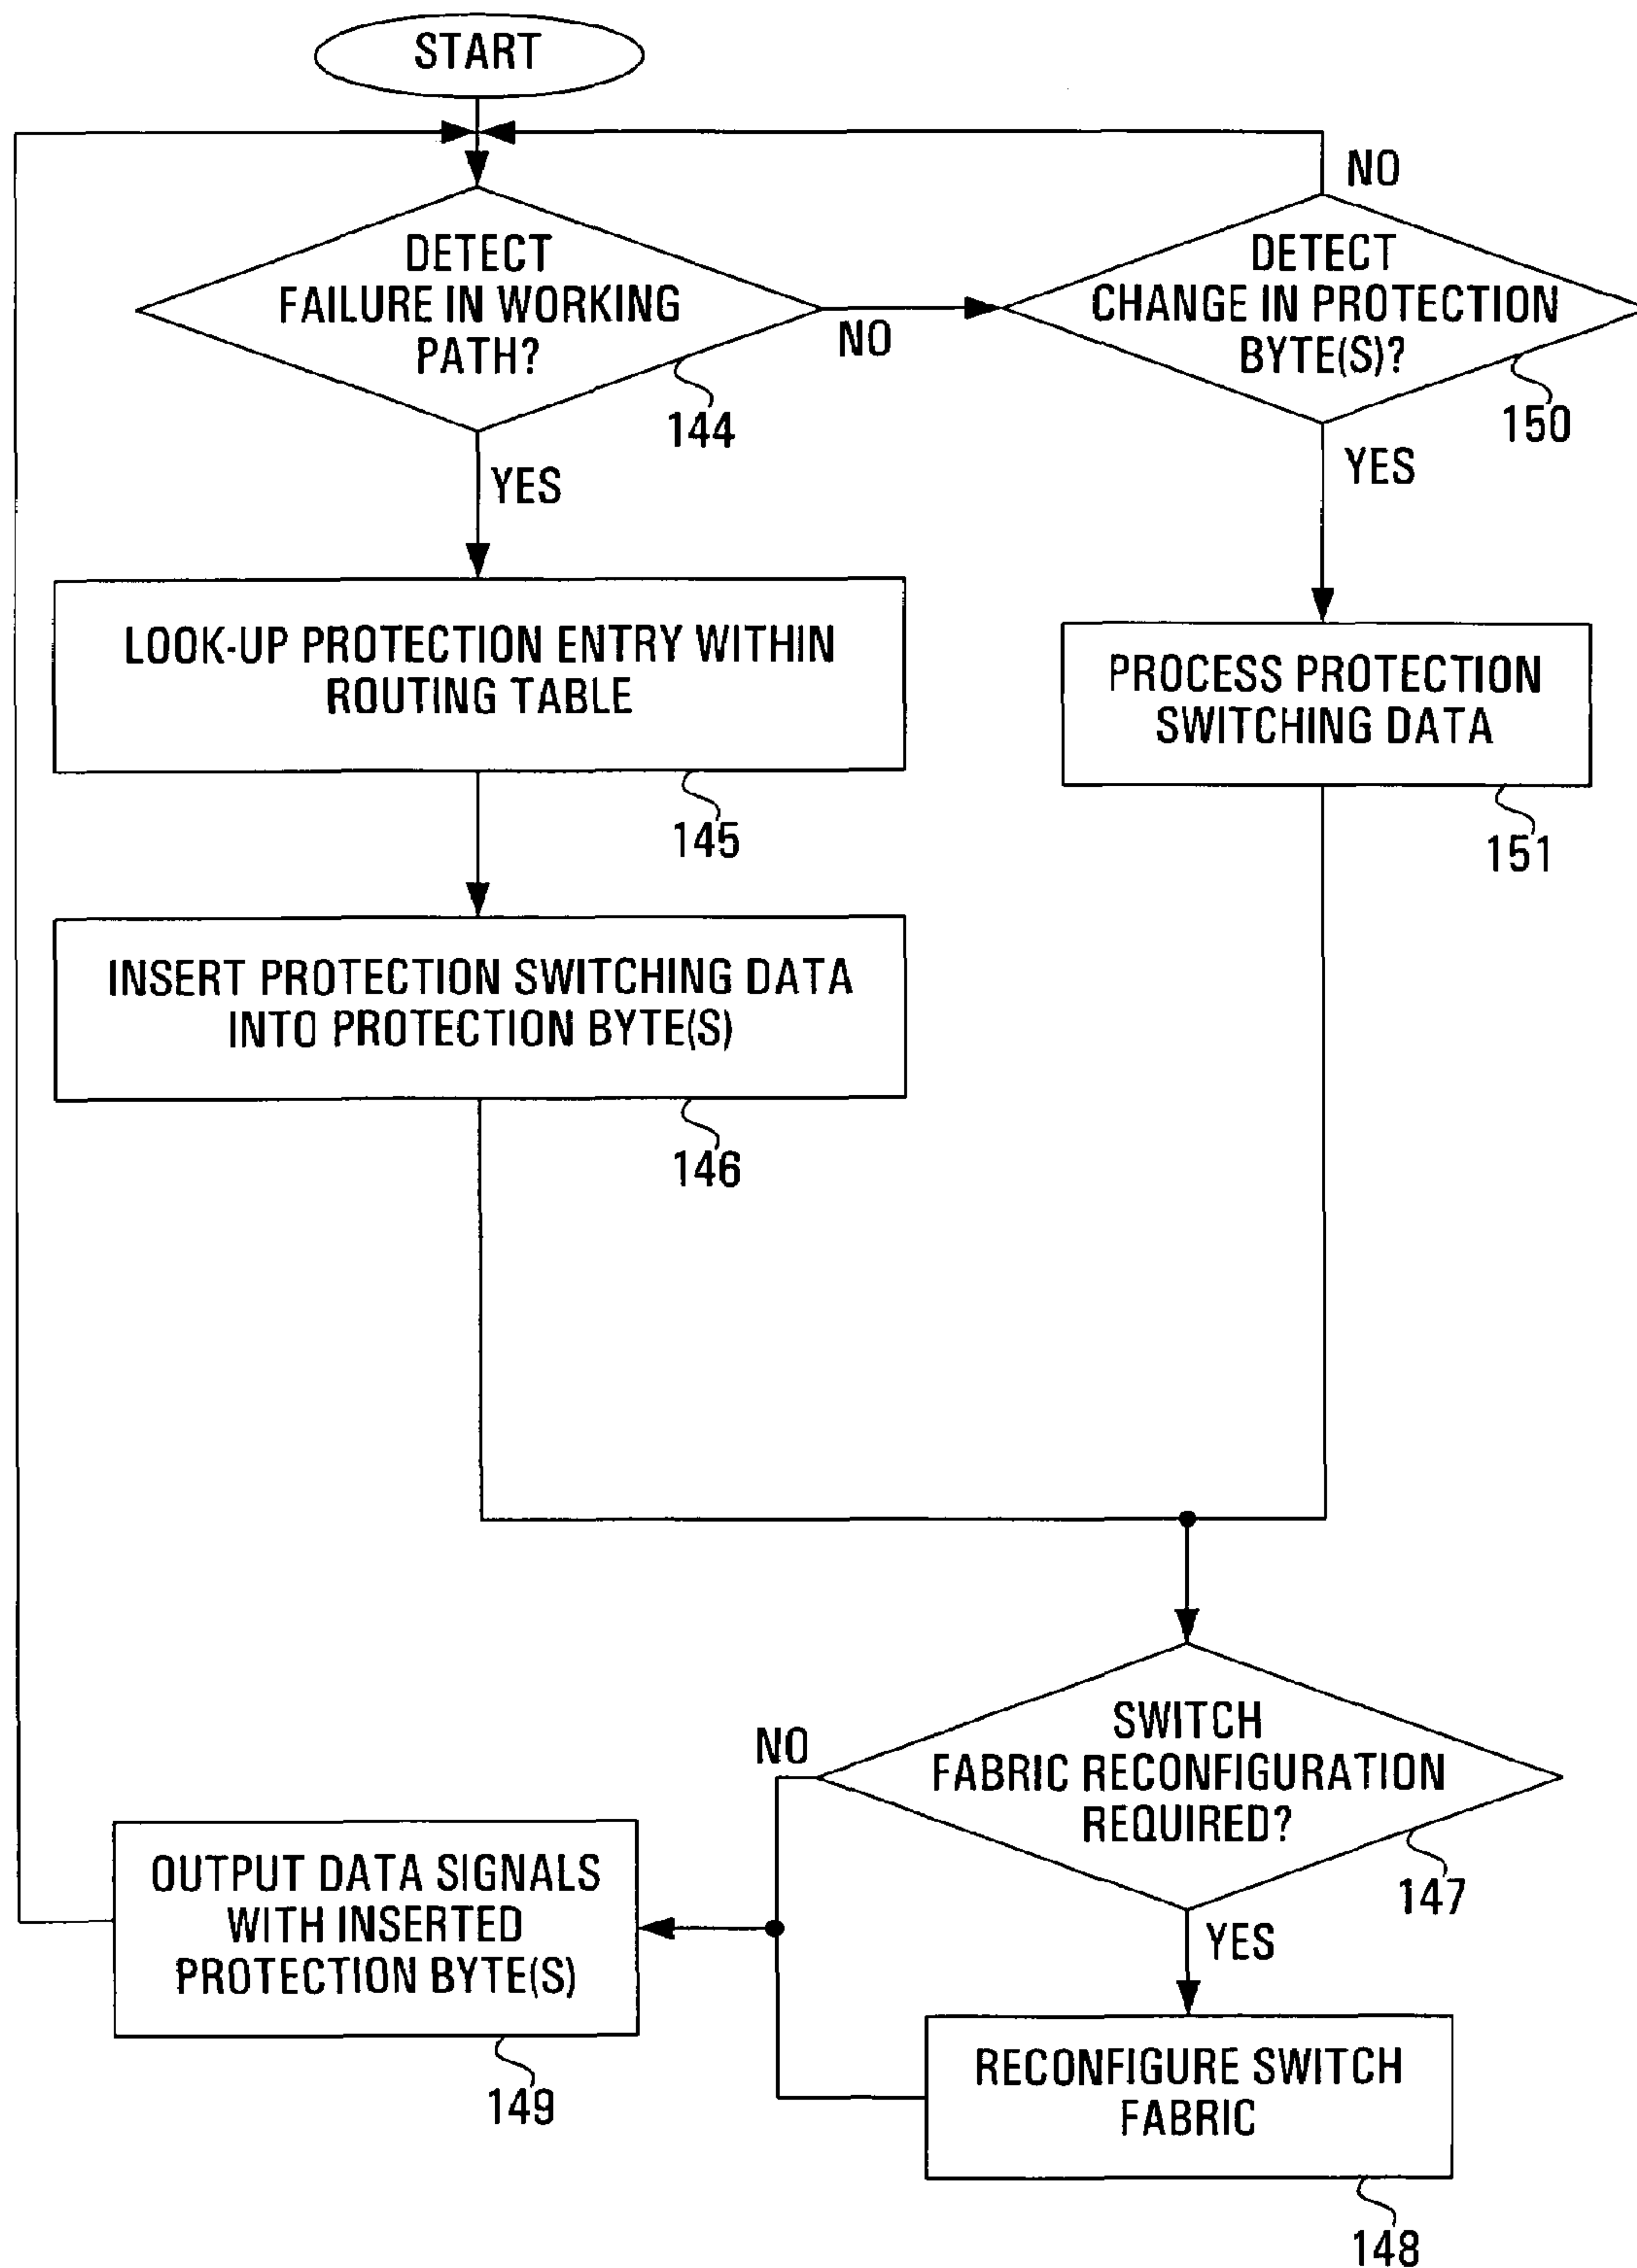 START
DETECT
FAILURE IN WORKING
PATH?
144
NO
YES
DETECT
CHANGE IN PROTECTION
BYTE(S)?
150
NO
YES
LOOK-UP PROTECTION ENTRY WITHIN
ROUTING TABLE
145
PROCESS PROTECTION
SWITCHING DATA
151
INSERT PROTECTION SWITCHING DATA
INTO PROTECTION BYTE(S)
146
SWITCH
FABRIC RECONFIGURATION
REQUIRED?
147
NO
YES
OUTPUT DATA SIGNALS
WITH INSERTED
PROTECTION BYTE(S)
149
RECONFIGURE SWITCH
FABRIC
148